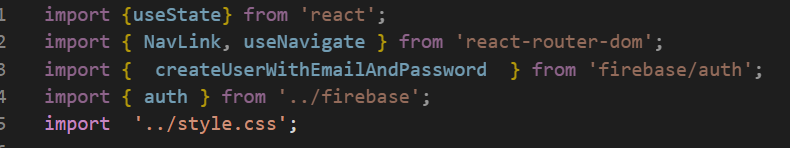 1 import {useState} from 'react';
2 import { NavLink, useNavigate } from 'react-router-dom';
3 import {  createUserWithEmailAndPassword  } from 'firebase/auth';
4 import { auth } from '../firebase';
5 import  '../style.css';